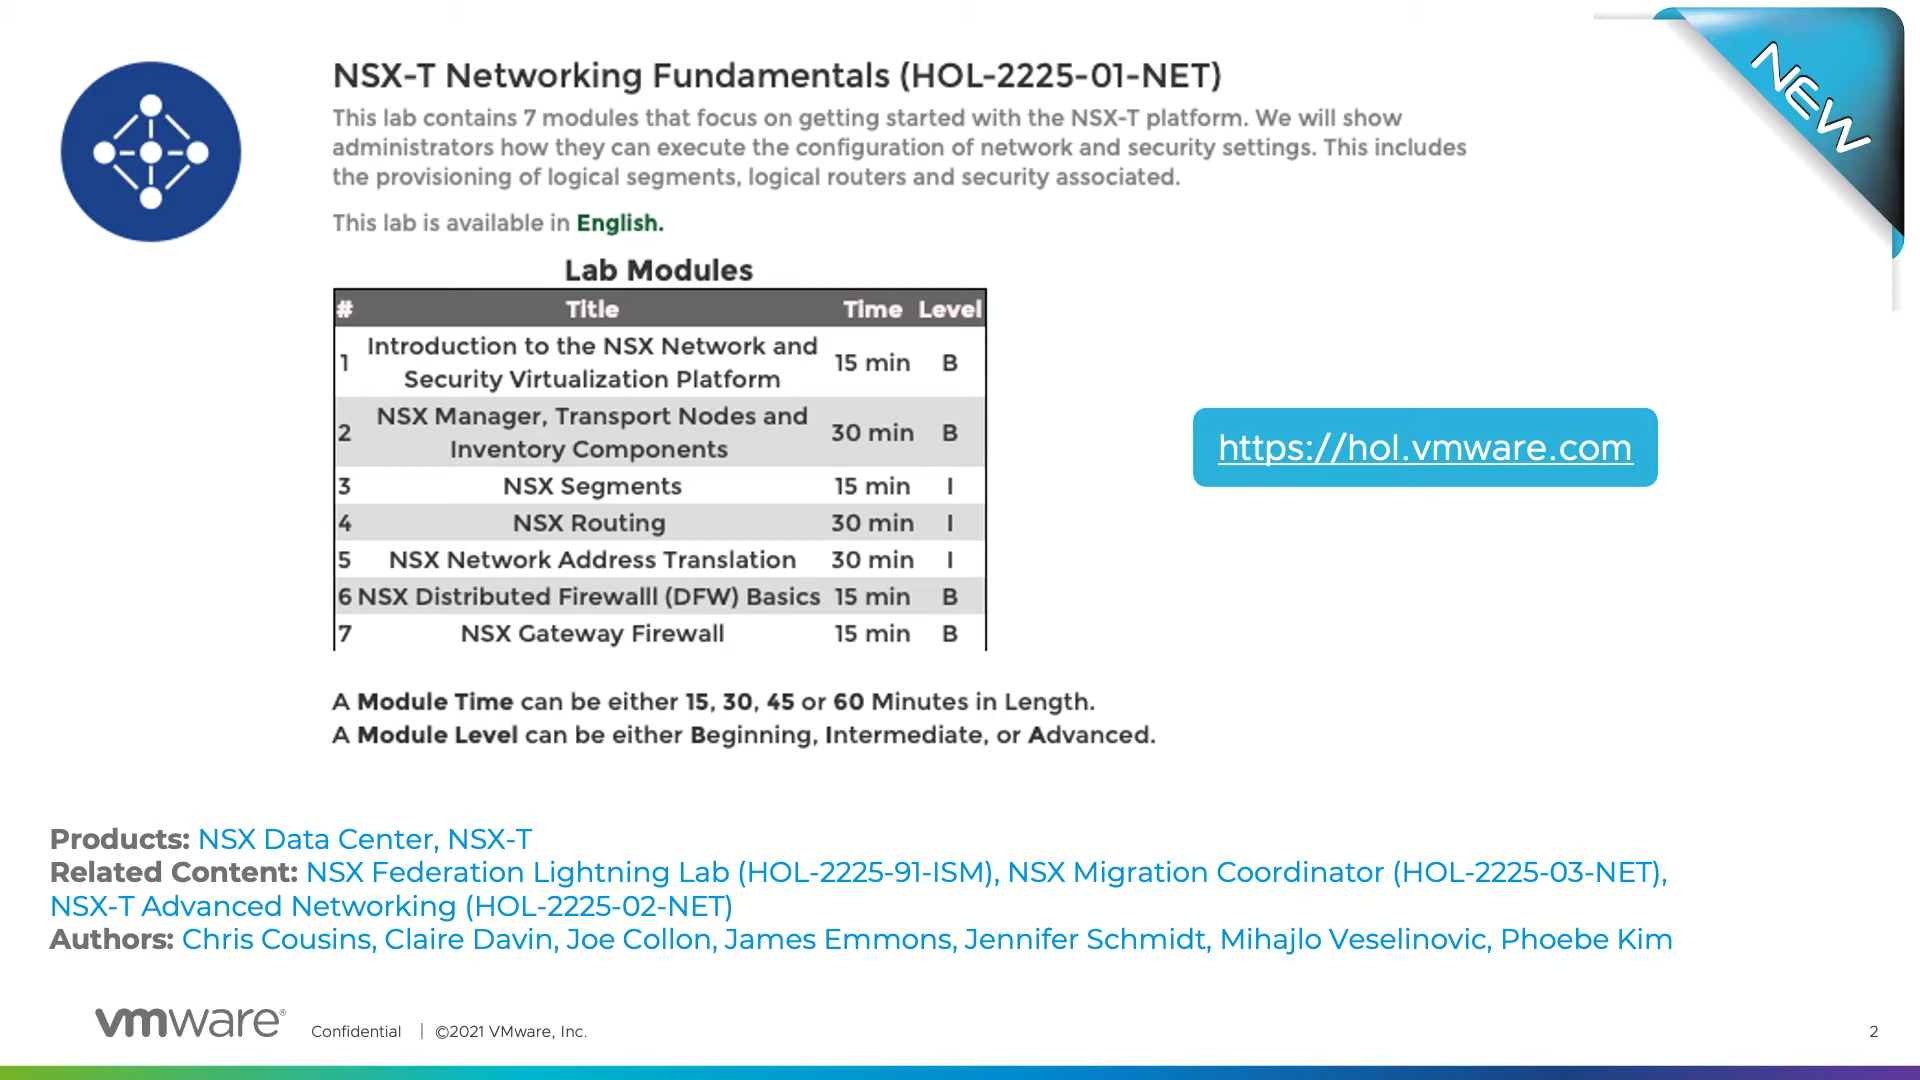 NSX-T Networking Fundamentals (HOL-2225-01-NET)
This lab contains 7 modules that focus on getting started with the NSX-T platform. We will show
administrators how they can execute the configuration of network and security settings. This includes
the provisioning of logical segments, logical routers and security associated.
This lab is available in English.
NEW
Lab Modules
# Title Time Level
1 Introduction to the NSX Network and Security Virtualization Platform 15 min B
2 NSX Manager, Transport Nodes and Inventory Components 30 min B
3 NSX Segments 15 min I
4 NSX Routing 30 min I
5 NSX Network Address Translation 30 min I
6 NSX Distributed Firewalll (DFW) Basics 15 min B
7 NSX Gateway Firewall 15 min B
https://hol.vmware.com
A Module Time can be either 15, 30, 45 or 60 Minutes in Length.
A Module Level can be either Beginning, Intermediate, or Advanced.
Products: NSX Data Center, NSX-T
Related Content: NSX Federation Lightning Lab (HOL-2225-91-ISM), NSX Migration Coordinator (HOL-2225-03-NET),
NSX-T Advanced Networking (HOL-2225-02-NET)
Authors: Chris Cousins, Claire Davin, Joe Collon, James Emmons, Jennifer Schmidt, Mihajlo Veselinovic, Phoebe Kim
vmware® Confidential | ©2021 VMware, Inc. 2